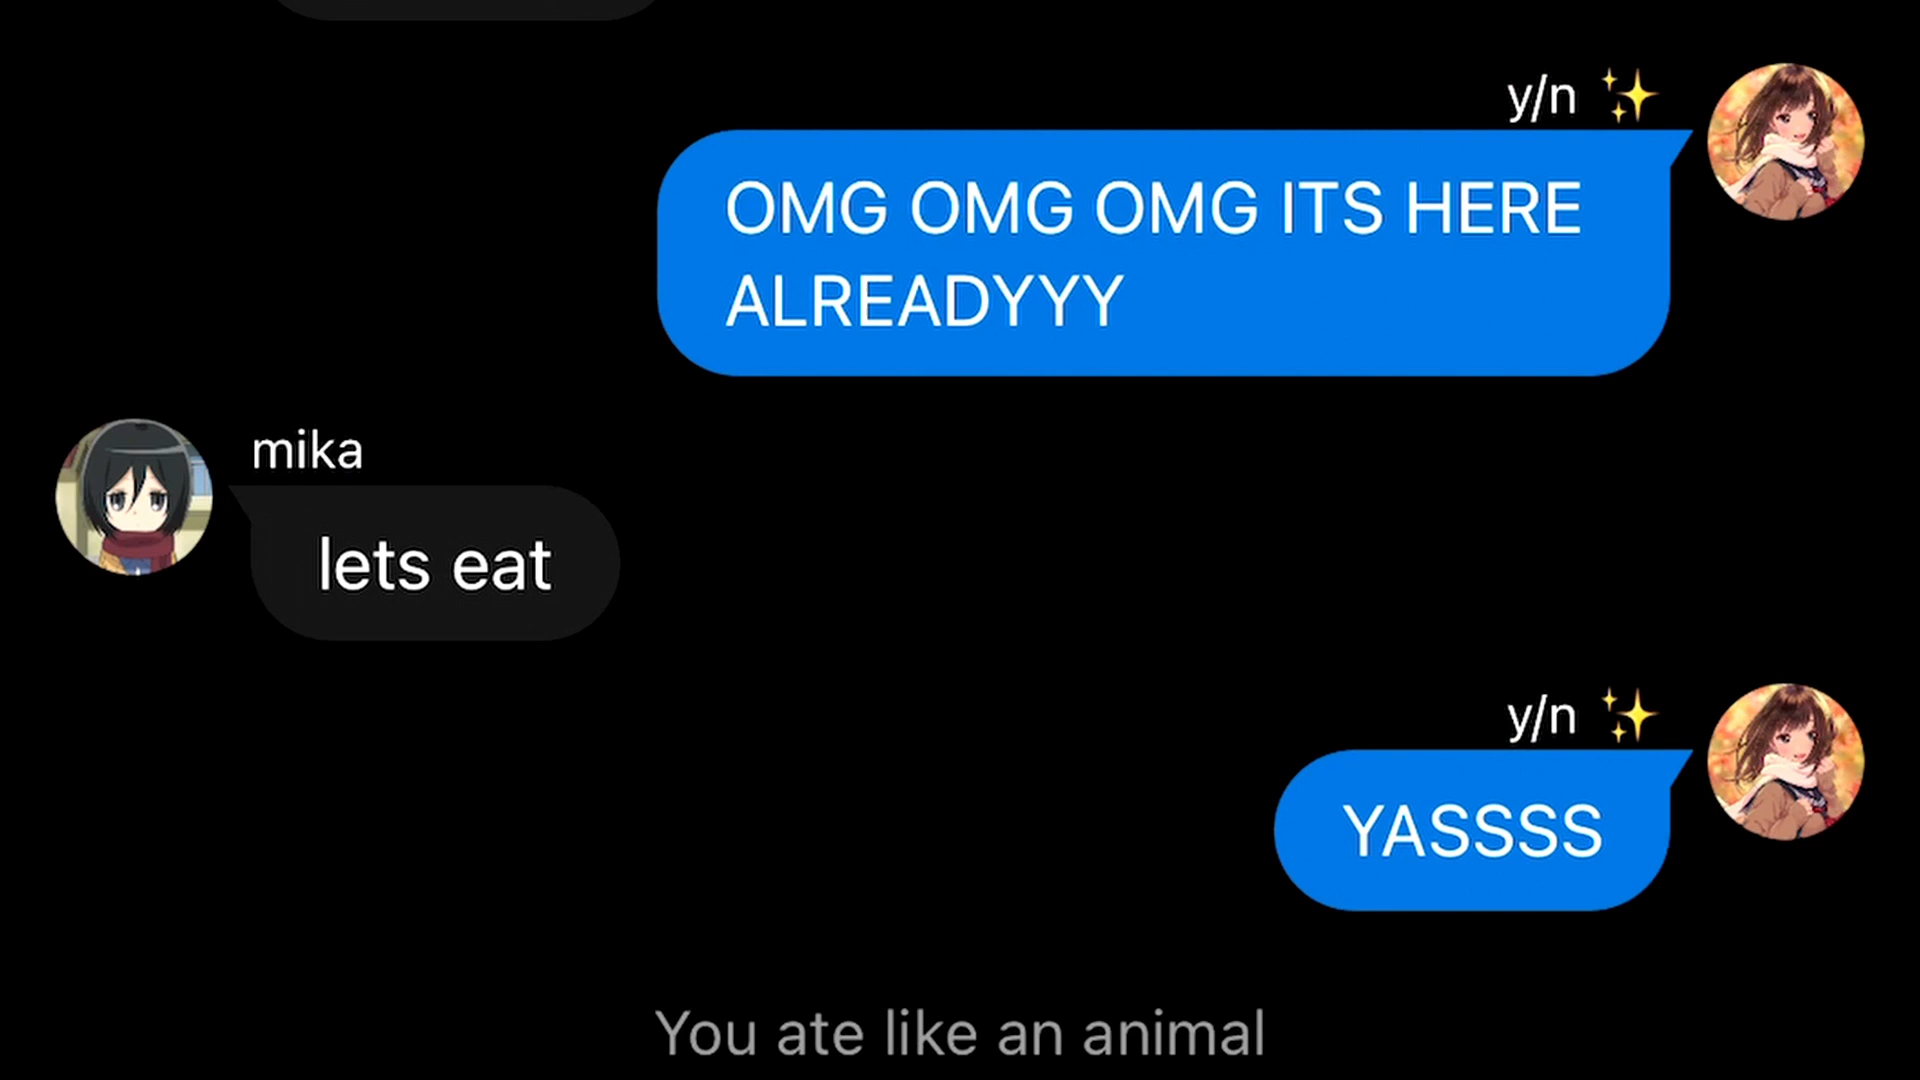 y/n ✨
OMG OMG OMG ITS HERE
ALREADYYY
mika
lets eat
y/n ✨
YASSSS
You ate like an animal